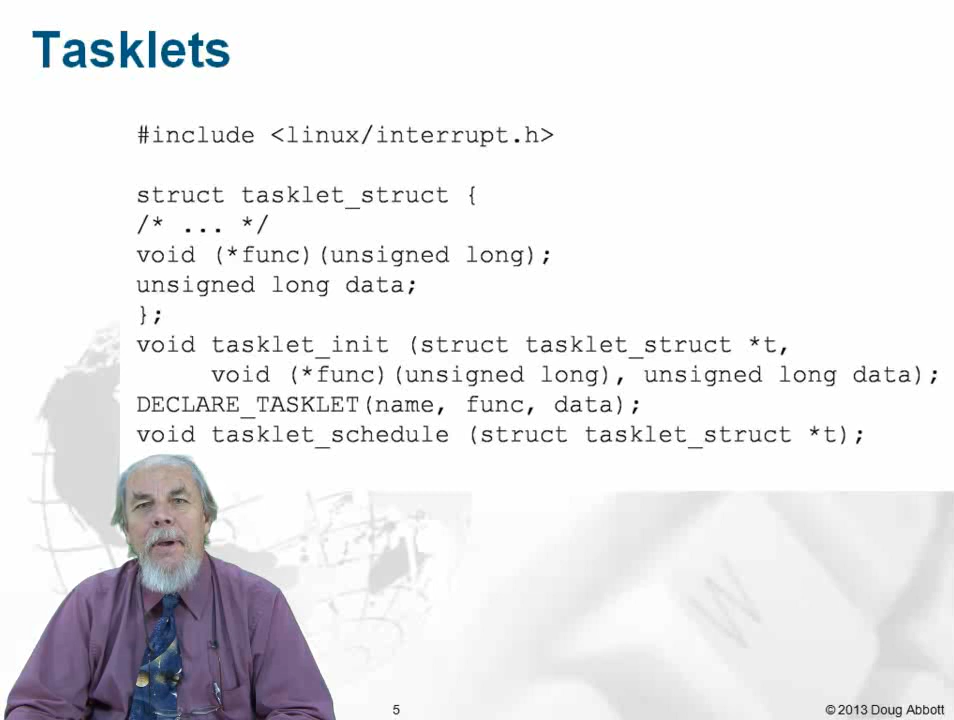 Tasklets
#include <linux/interrupt.h>
struct tasklet_struct {
/* ... */
void (*func)(unsigned long);
unsigned long data;
};
void tasklet_init (struct tasklet_struct *t,
void (*func)(unsigned long), unsigned long data);
DECLARE_TASKLET(name, func, data);
void tasklet_schedule (struct tasklet_struct *t);
W
5
© 2013 Doug Abbott